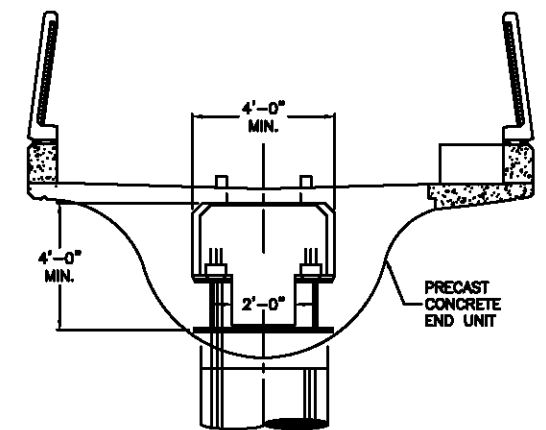 4'-0"
MIN.
4'-0"
MIN.
2'-0"
PRECAST
CONCRETE
END UNIT